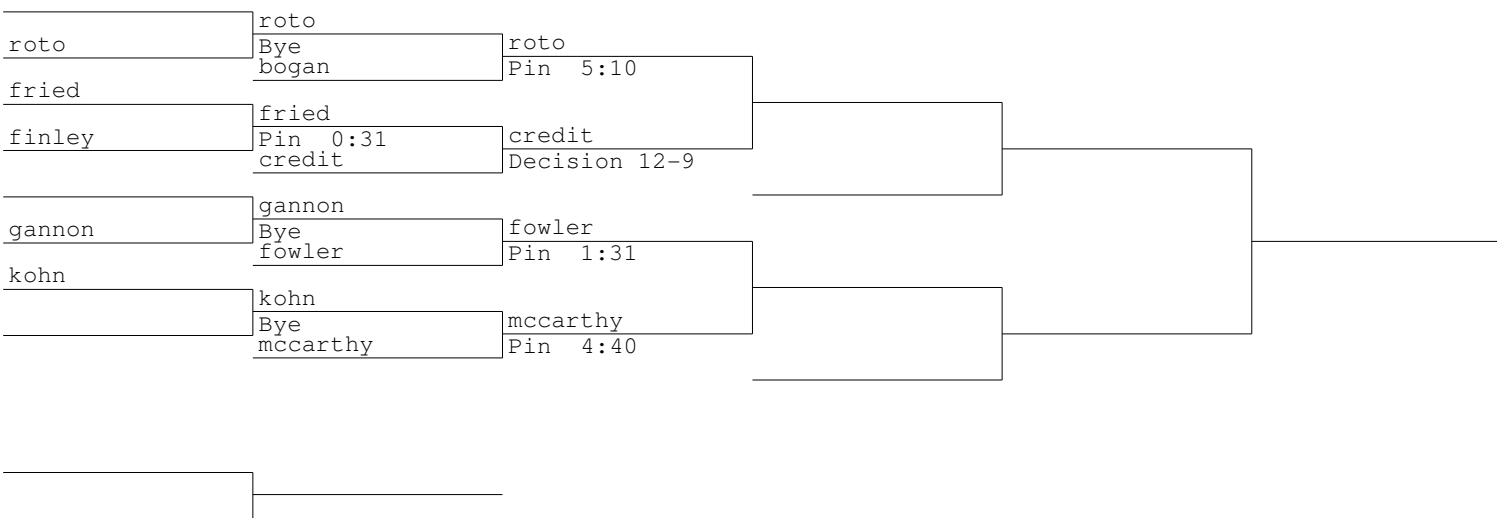 roto
roto
Bye
bogan
roto
Pin 5:10
fried
finley
fried
Pin 0:31
credit
credit
Decision 12-9
gannon
gannon
Bye
fowler
fowler
Pin 1:31
kohn
kohn
Bye
mccarthy
mccarthy
Pin 4:40